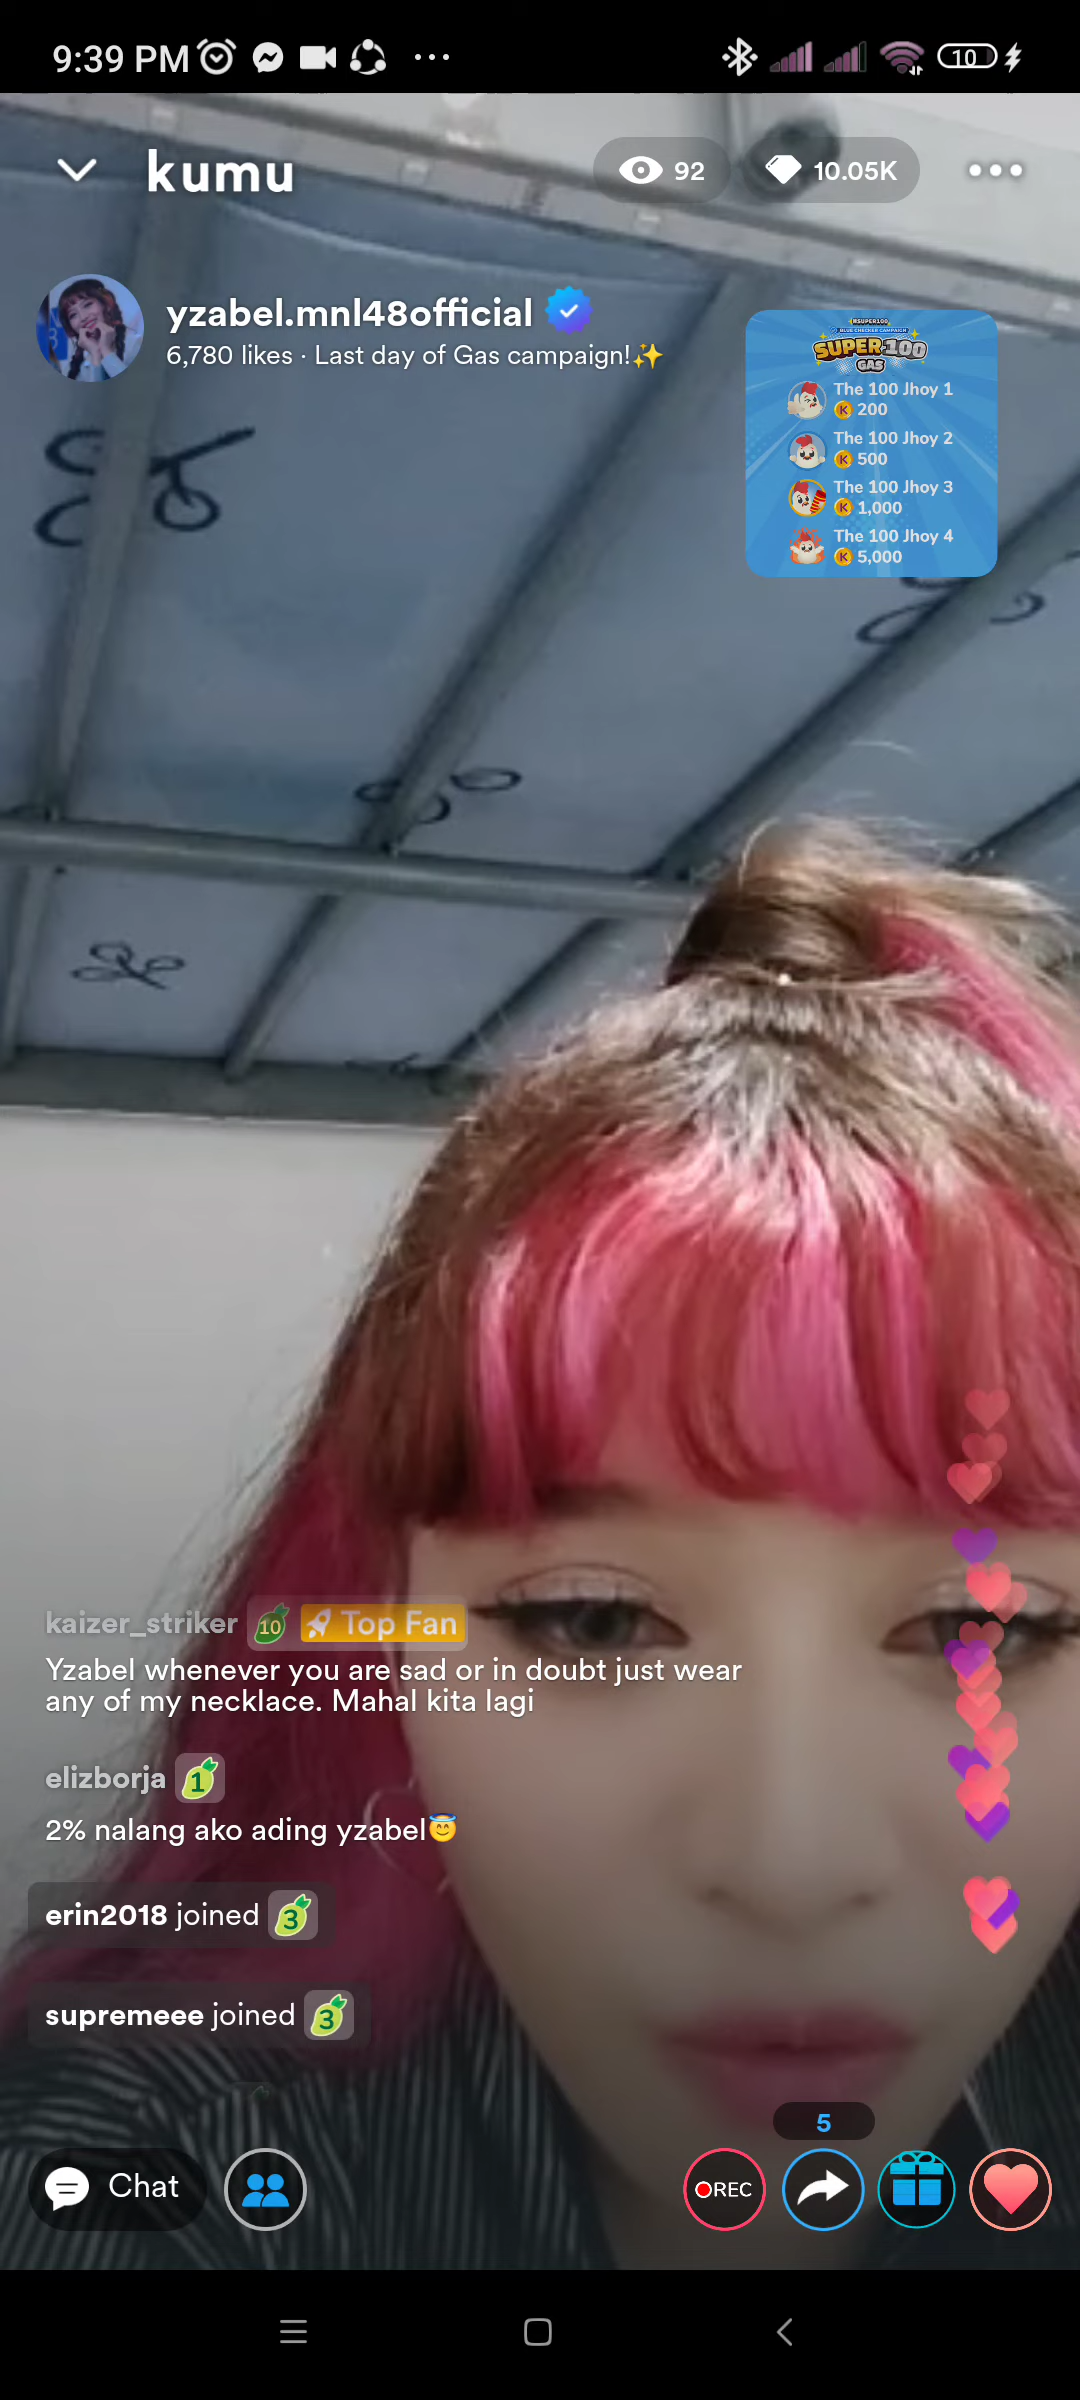 9:39 PM
10
kumu
92
10.05K
yzabel.mnl48official
6,780 likes · Last day of Gas campaign!✨
#SUPER100
BLUE CHECKER CAMPAIGN
SUPER 100
GAS
The 100 Jhoy 1
K 200
The 100 Jhoy 2
K 500
The 100 Jhoy 3
K 1,000
The 100 Jhoy 4
K 5,000
kaizer_striker 10 Top Fan
Yzabel whenever you are sad or in doubt just wear
any of my necklace. Mahal kita lagi
elizborja 1
2% nalang ako ading yzabel😇
erin2018 joined 3
supremeee joined 3
5
Chat
REC